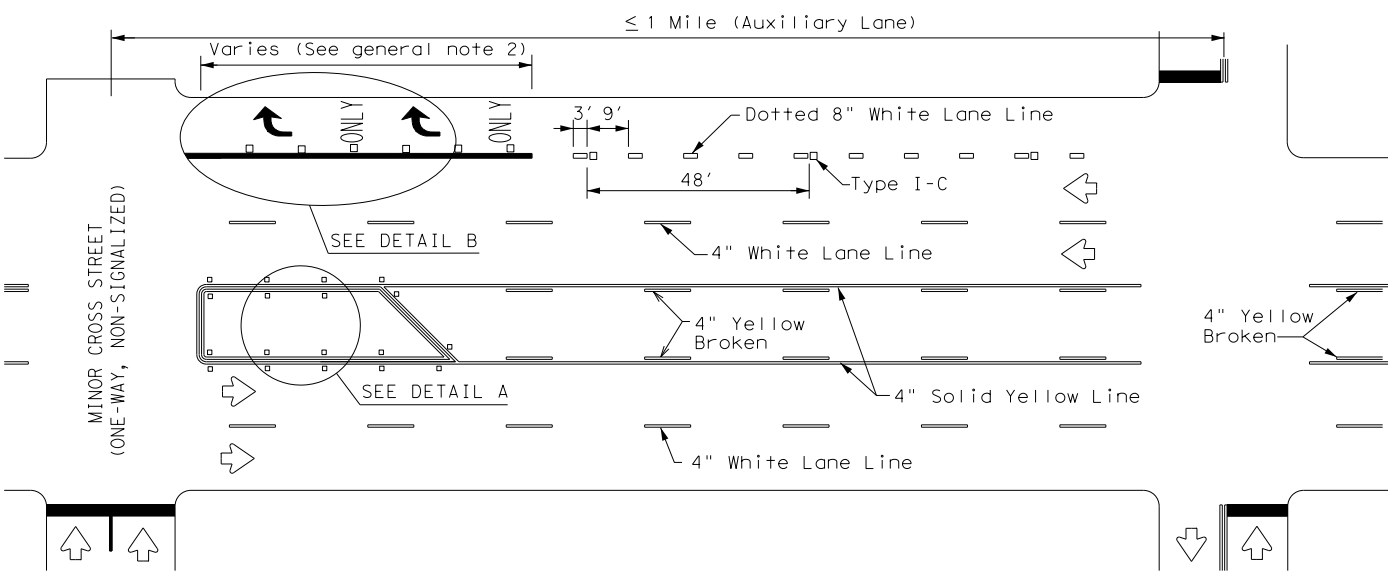 ≤ 1 Mile (Auxiliary Lane)
Varies (See general note 2)
ONLY
ONLY
3'
9'
Dotted 8" White Lane Line
48'
Type I-C
SEE DETAIL B
4" White Lane Line
MINOR CROSS STREET
(ONE-WAY, NON-SIGNALIZED)
4" Yellow
Broken
4" Yellow
Broken
SEE DETAIL A
4" Solid Yellow Line
4" White Lane Line